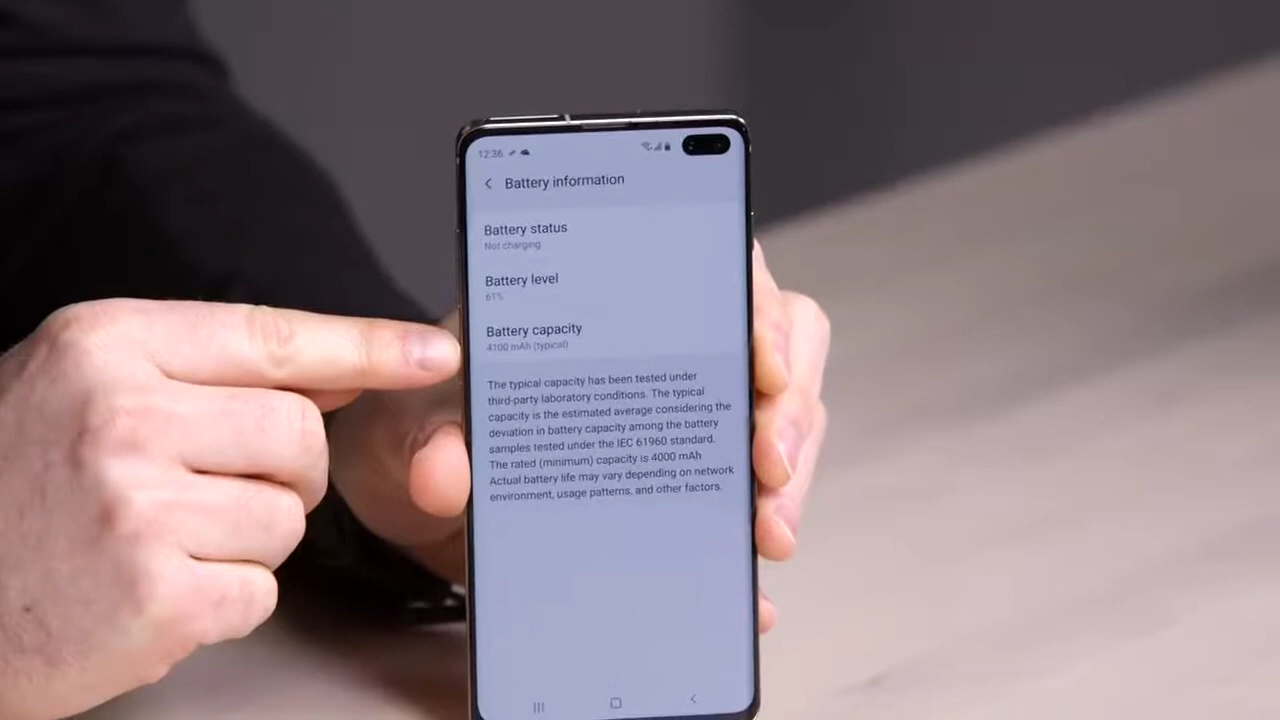 12:36
Battery information
Battery status
Not charging
Battery level
61%
Battery capacity
4100 mAh (typical)
The typical capacity has been tested under
third-party laboratory conditions. The typical
capacity is the estimated average considering the
deviation in battery capacity among the battery
samples tested under the IEC 61960 standard.
The rated (minimum) capacity is 4000 mAh
Actual battery life may vary depending on network
environment, usage patterns, and other factors.